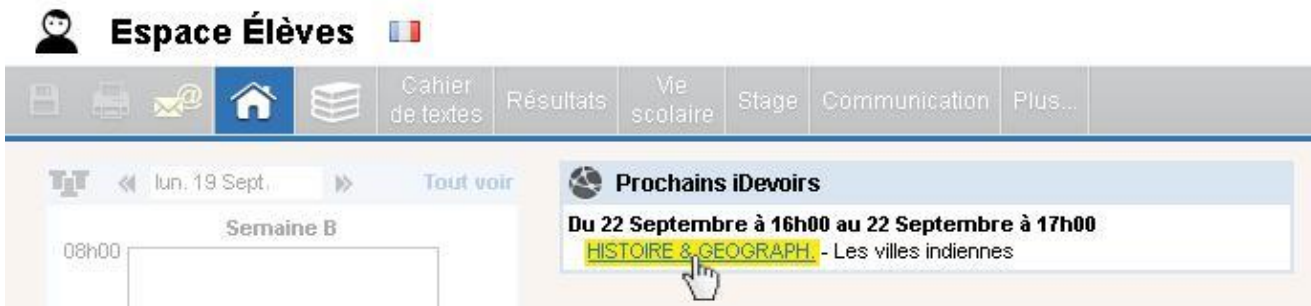 Espace Élèves
Cahier de textes
Résultats
Vie scolaire
Stage
Communication
Plus...
lun. 19 Sept.
Tout voir
Semaine B
08h00
Prochains iDevoirs
Du 22 Septembre à 16h00 au 22 Septembre à 17h00
HISTOIRE & GEOGRAPH. - Les villes indiennes